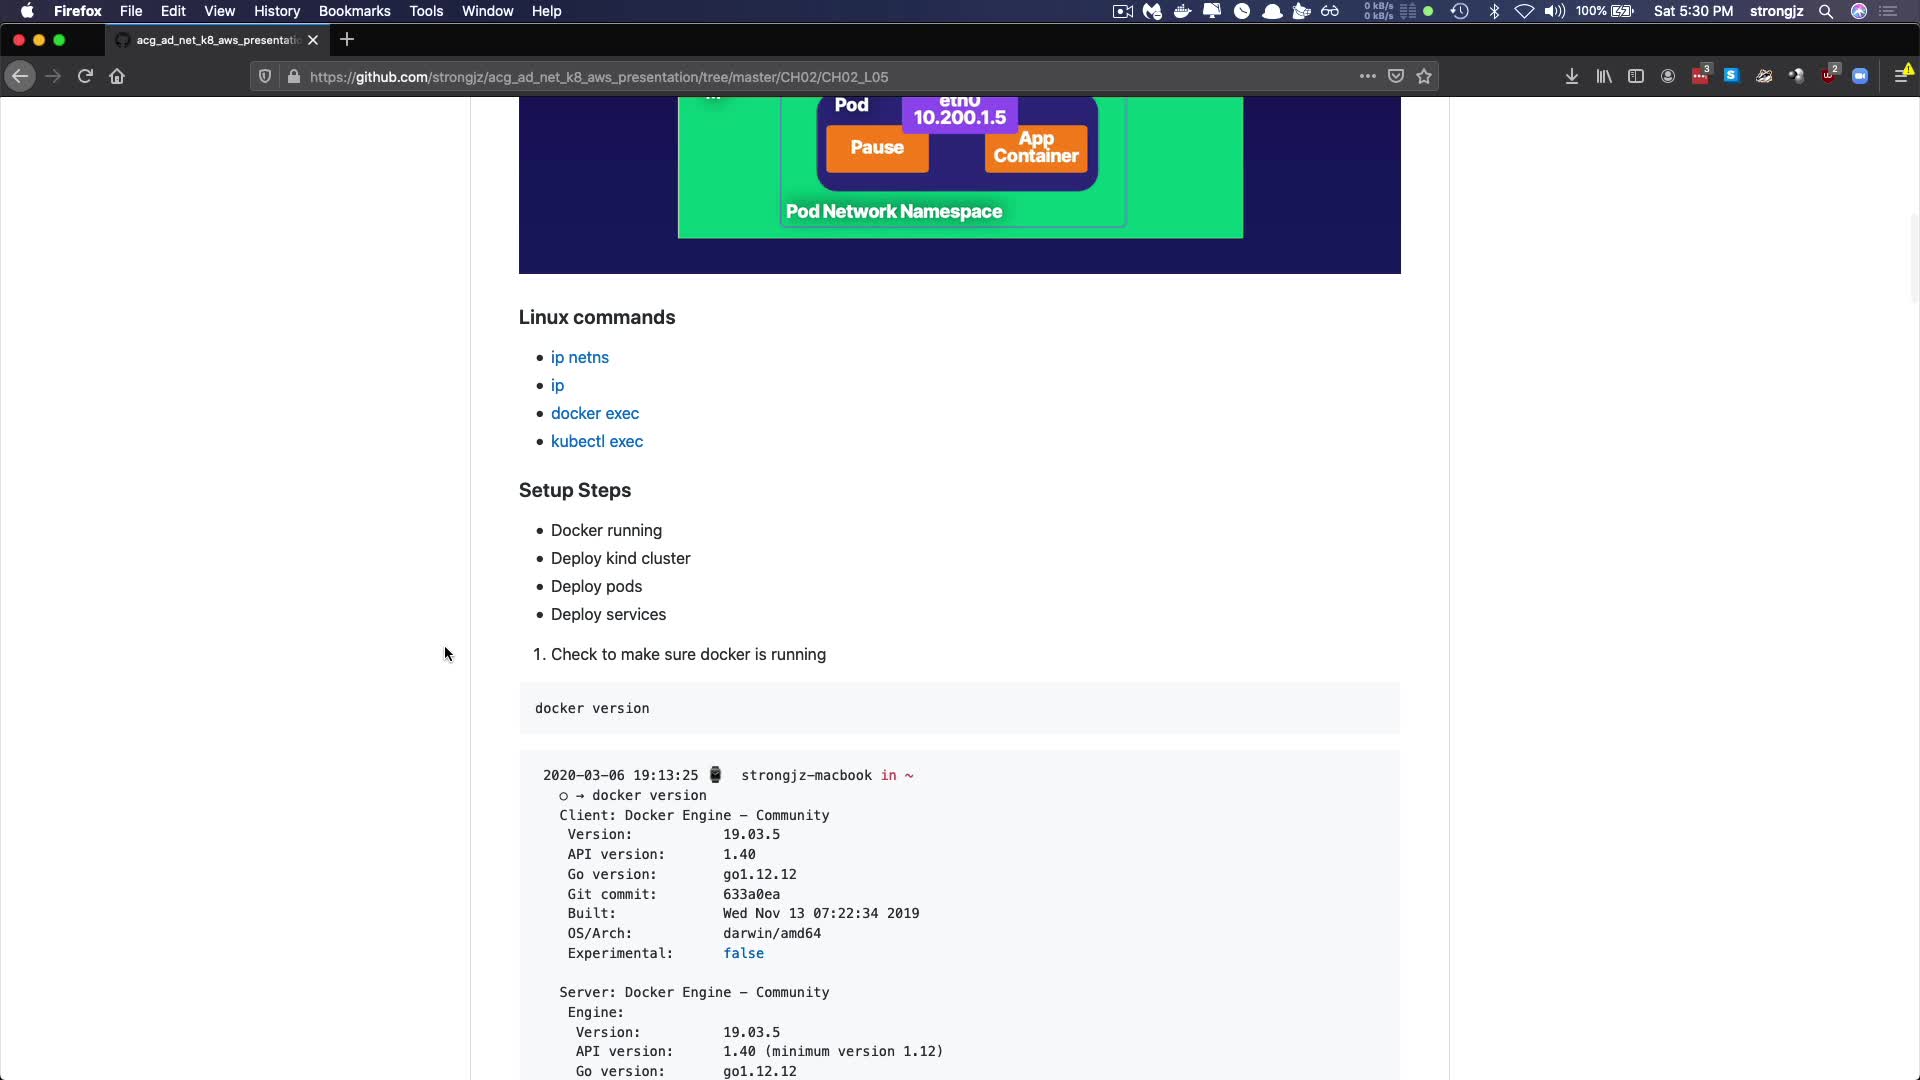 Firefox File Edit View History Bookmarks Tools Window Help 0 kB/s 0 kB/s 100% Sat 5:30 PM strongjz
acg_ad_net_k8_aws_presentatic
https://github.com/strongjz/acg_ad_net_k8_aws_presentation/tree/master/CH02/CH02_L05 3 S 2
Pod
eth0
10.200.1.5
Pause
App
Container
Pod Network Namespace
Linux commands
ip netns
ip
docker exec
kubectl exec
Setup Steps
Docker running
Deploy kind cluster
Deploy pods
Deploy services
1. Check to make sure docker is running
docker version
2020-03-06 19:13:25 ⌚ strongjz-macbook in ~
○ → docker version
Client: Docker Engine - Community
Version: 19.03.5
API version: 1.40
Go version: go1.12.12
Git commit: 633a0ea
Built: Wed Nov 13 07:22:34 2019
OS/Arch: darwin/amd64
Experimental: false
Server: Docker Engine - Community
Engine:
Version: 19.03.5
API version: 1.40 (minimum version 1.12)
Go version: go1.12.12